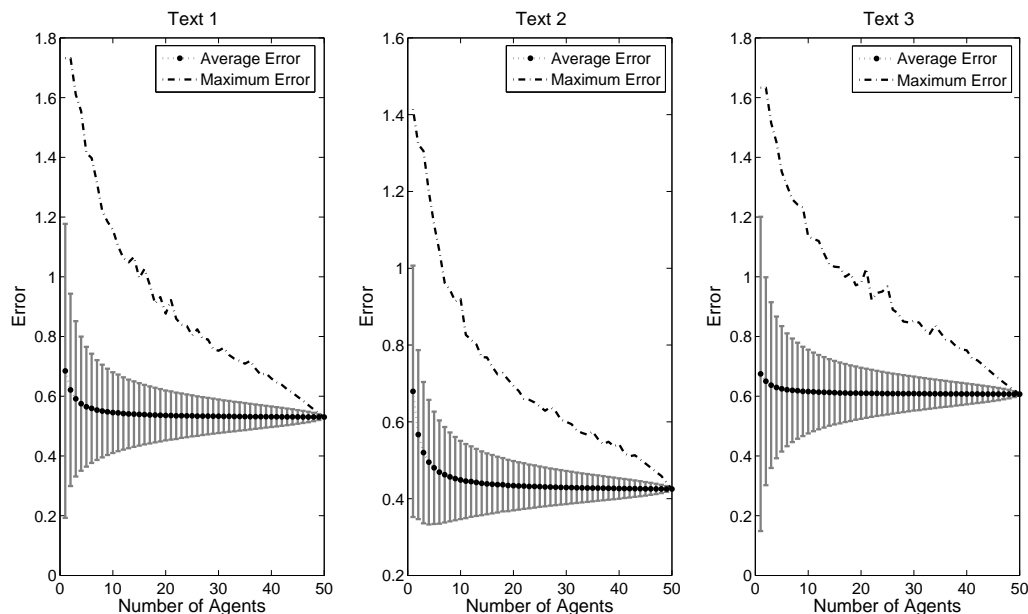 Text 1
Average Error
Maximum Error
1.8
1.6
1.4
1.2
1
0.8
0.6
0.4
0.2
0
Error
0 10 20 30 40 50
Number of Agents
Text 2
Average Error
Maximum Error
1.6
1.4
1.2
1
0.8
0.6
0.4
0.2
Error
0 10 20 30 40 50
Number of Agents
Text 3
Average Error
Maximum Error
1.8
1.6
1.4
1.2
1
0.8
0.6
0.4
0.2
0
Error
0 10 20 30 40 50
Number of Agents